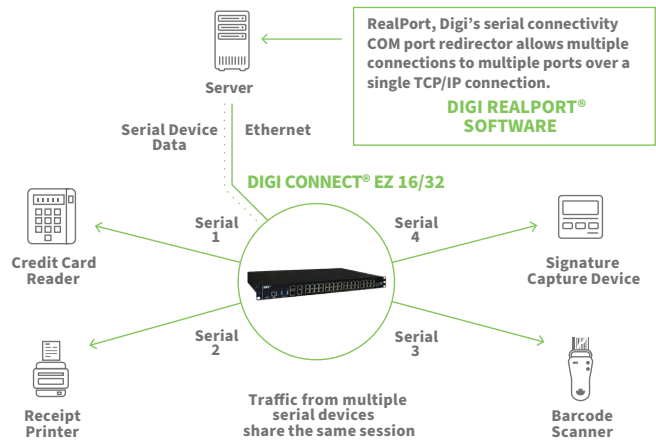 RealPort, Digi's serial connectivity
COM port redirector allows multiple
connections to multiple ports over a
single TCP/IP connection.
DIGI REALPORT®
SOFTWARE
Server
Serial Device
Data
Ethernet
DIGI CONNECT® EZ 16/32
Serial
1
Serial
4
Credit Card
Reader
Signature
Capture Device
Serial
2
Serial
3
Receipt
Printer
Traffic from multiple
serial devices
share the same session
Barcode
Scanner